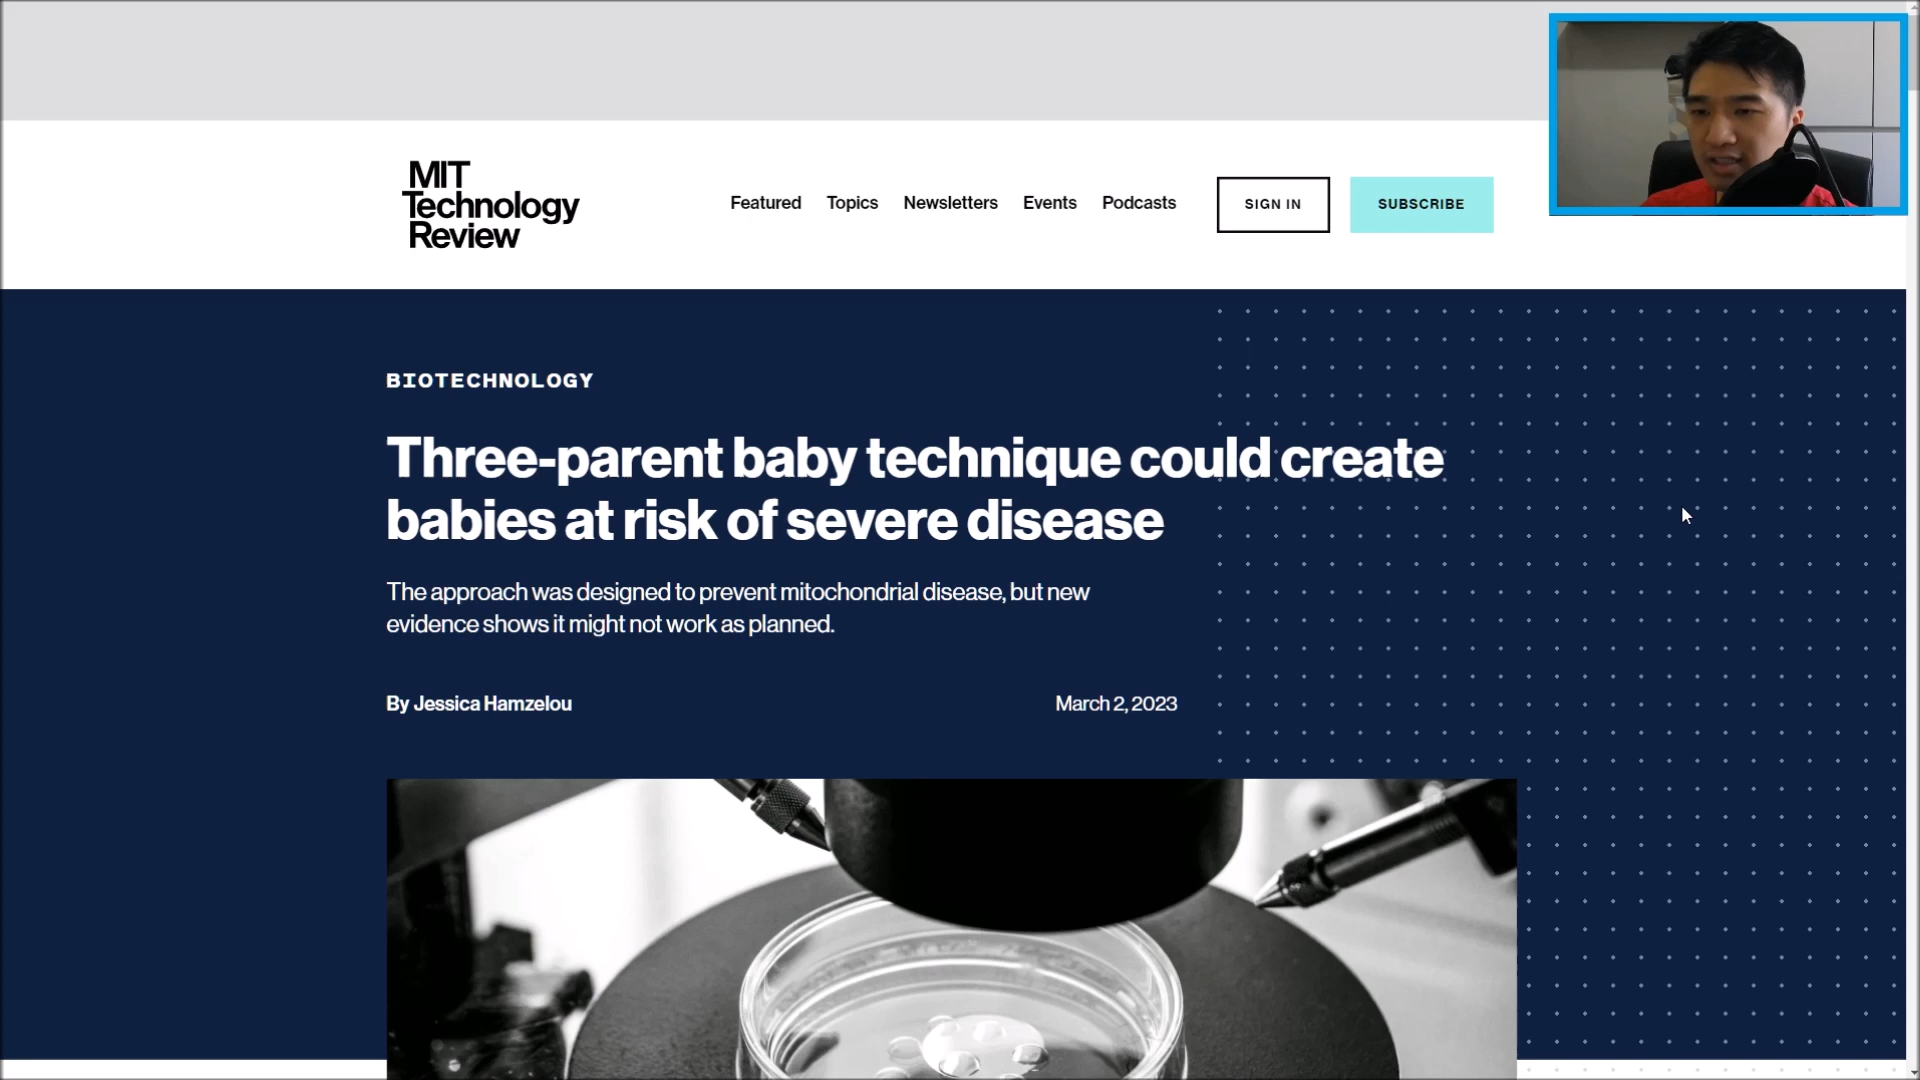 MIT
Technology
Review
Featured Topics Newsletters Events Podcasts SIGN IN SUBSCRIBE
BIOTECHNOLOGY
Three-parent baby technique could create
babies at risk of severe disease
The approach was designed to prevent mitochondrial disease, but new
evidence shows it might not work as planned.
By Jessica Hamzelou March 2, 2023